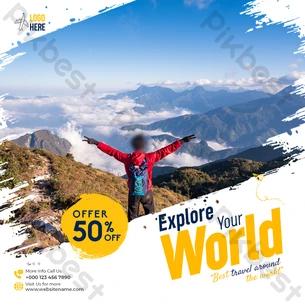 LOGO
HERE
OFFER
50%
OFF
Explore Your
World
"Best travel around
the world"
More Info Call Us
+000 123 456 7890
Visit Us for more
www.websitename.com
Pikbest